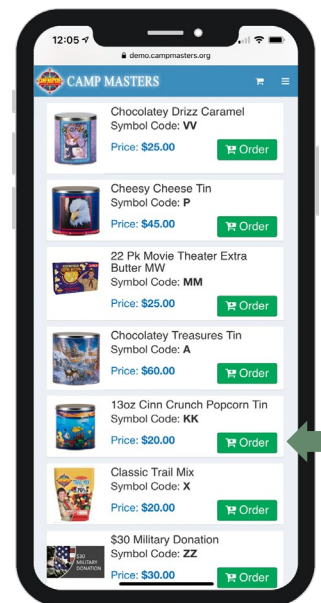 12:05
demo.campmasters.org
CAMP MASTERS
Chocolatey Drizz Caramel
Symbol Code: VV
Price: $25.00
Order
Cheesy Cheese Tin
Symbol Code: P
Price: $45.00
Order
22 Pk Movie Theater Extra
Butter MW
Symbol Code: MM
Price: $25.00
Order
Chocolatey Treasures Tin
Symbol Code: A
Price: $60.00
Order
13oz Cinn Crunch Popcorn Tin
Symbol Code: KK
Price: $20.00
Order
Classic Trail Mix
Symbol Code: X
Price: $20.00
Order
$30 Military Donation
Symbol Code: ZZ
$30
MILITARY
DONATION
Price: $30.00
Order